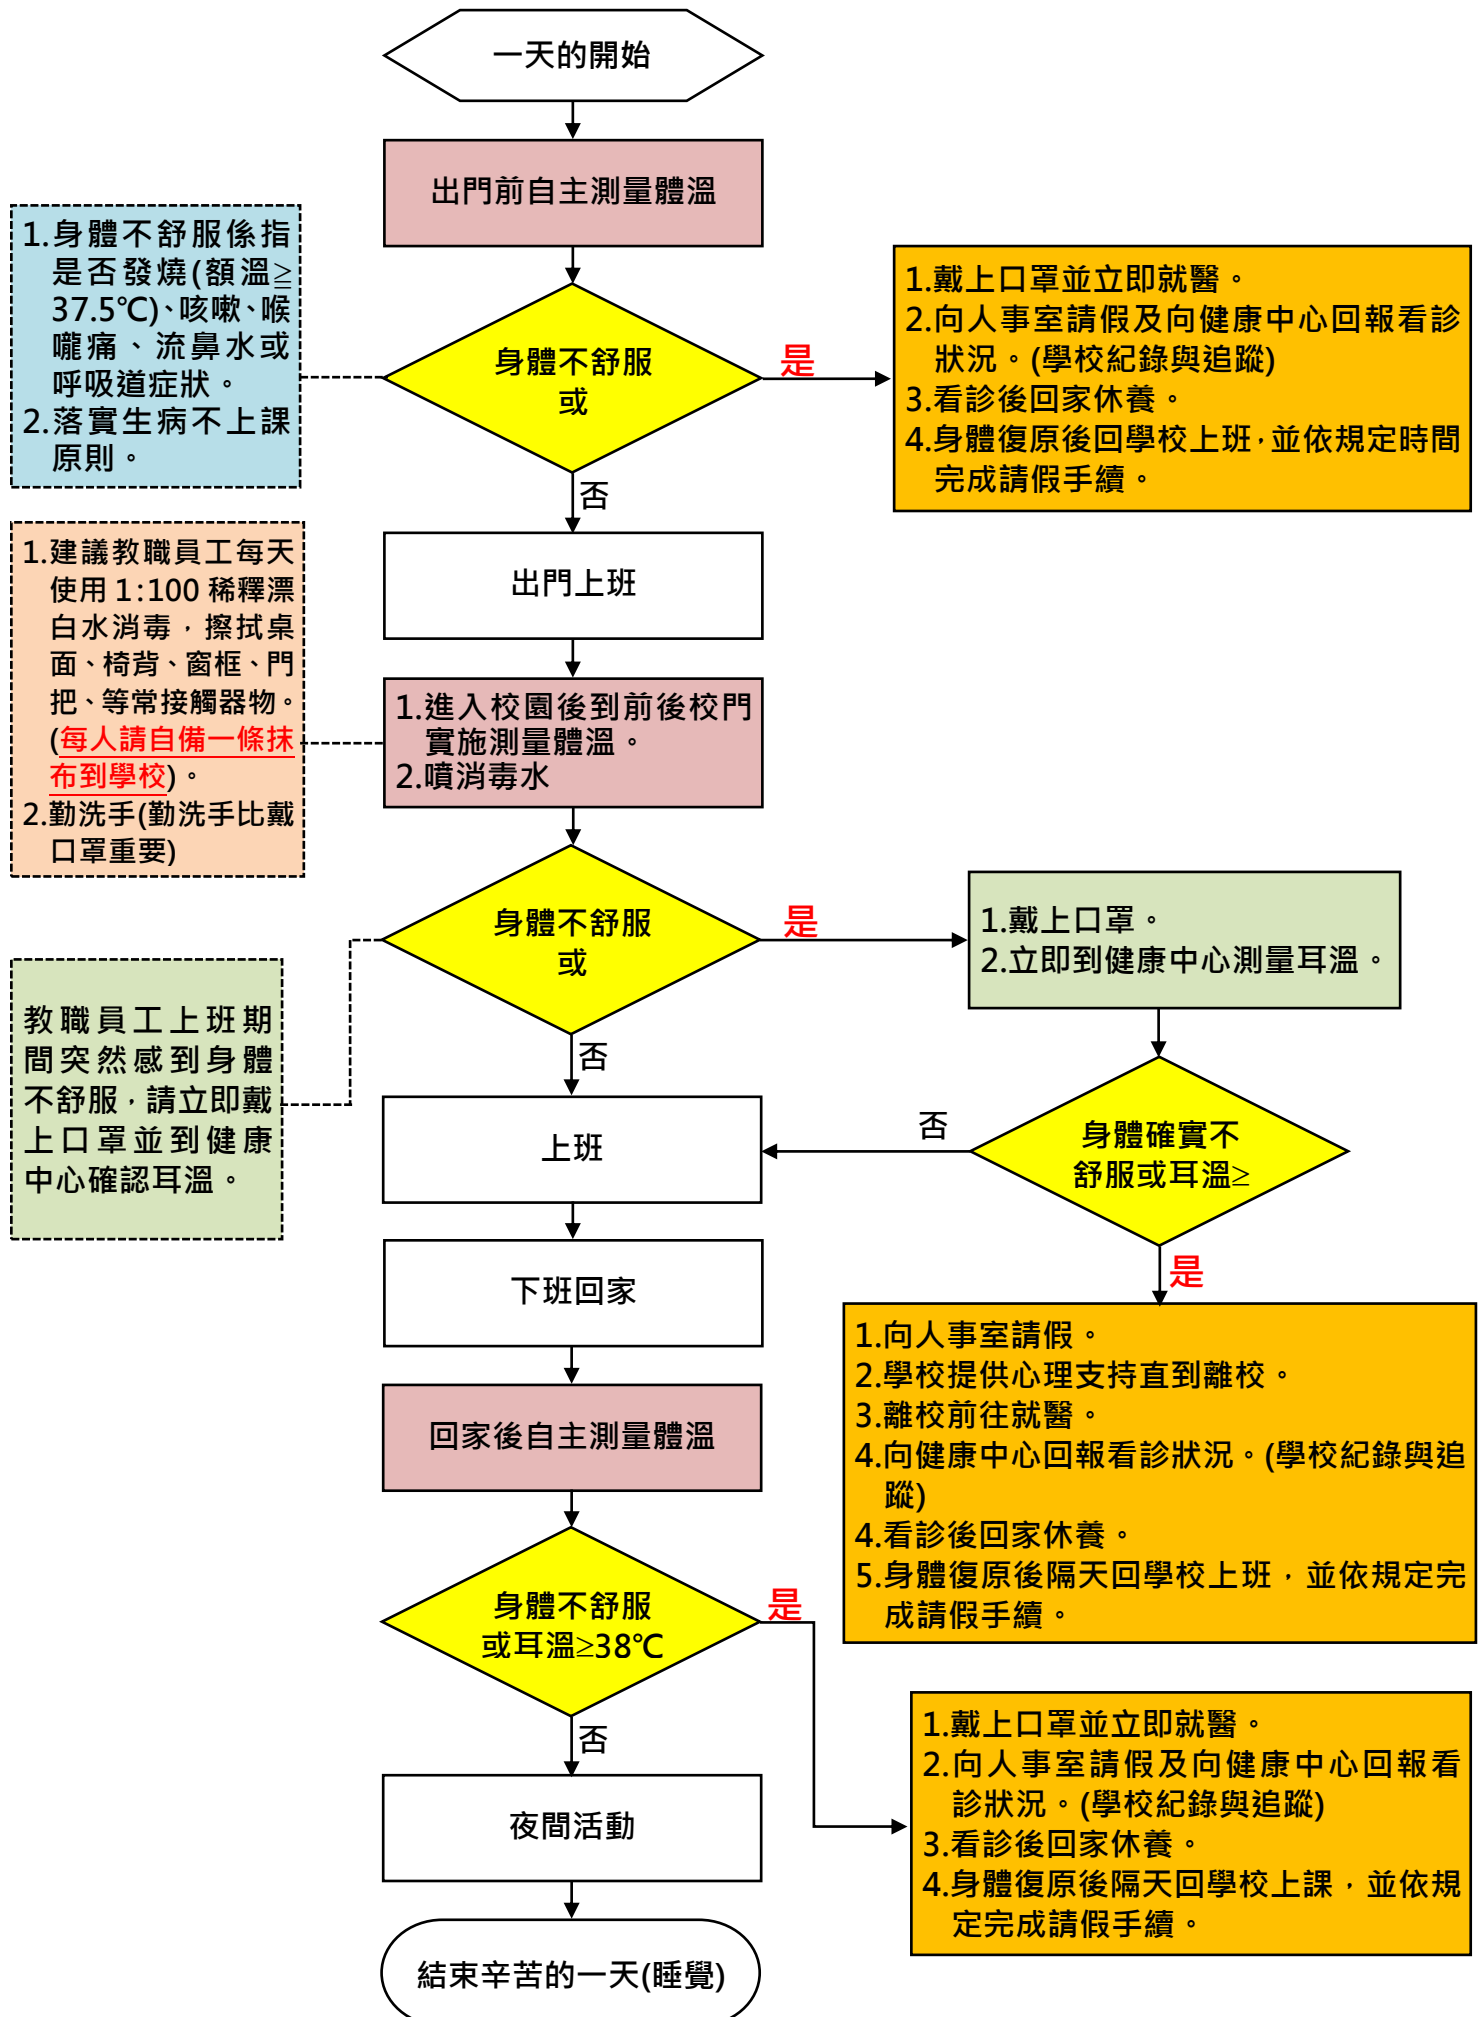 一天的開始
出門前自主測量體溫
1.身體不舒服係指
是否發燒(額溫≧
37.5℃)、咳嗽、喉
嚨痛、流鼻水或
呼吸道症狀。
2.落實生病不上課
原則。
身體不舒服
或
是
1.戴上口罩並立即就醫。
2.向人事室請假及向健康中心回報看診
狀況。(學校紀錄與追蹤)
3.看診後回家休養。
4.身體復原後回學校上班，並依規定時間
完成請假手續。
否
出門上班
1.建議教職員工每天
使用 1:100 稀釋漂
白水消毒，擦拭桌
面、椅背、窗框、門
把、等常接觸器物。
(每人請自備一條抹
布到學校)。
2.勤洗手(勤洗手比戴
口罩重要)
1.進入校園後到前後校門
實施測量體溫。
2.噴消毒水
身體不舒服
或
是
1.戴上口罩。
2.立即到健康中心測量耳溫。
教職員工上班期
間突然感到身體
不舒服，請立即戴
上口罩並到健康
中心確認耳溫。
否
上班
否
身體確實不
舒服或耳溫≥
是
下班回家
1.向人事室請假。
2.學校提供心理支持直到離校。
3.離校前往就醫。
4.向健康中心回報看診狀況。(學校紀錄與追
蹤)
4.看診後回家休養。
5.身體復原後隔天回學校上班，並依規定完
成請假手續。
回家後自主測量體溫
身體不舒服
或耳溫≥38℃
是
否
1.戴上口罩並立即就醫。
2.向人事室請假及向健康中心回報看
診狀況。(學校紀錄與追蹤)
3.看診後回家休養。
4.身體復原後隔天回學校上課，並依規
定完成請假手續。
夜間活動
結束辛苦的一天(睡覺)